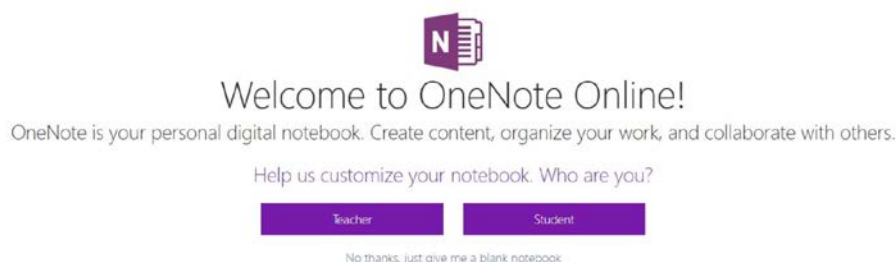 N
Welcome to OneNote Online!
OneNote is your personal digital notebook. Create content, organize your work, and collaborate with others.
Help us customize your notebook. Who are you?
Teacher
Student
No thanks, just give me a blank notebook